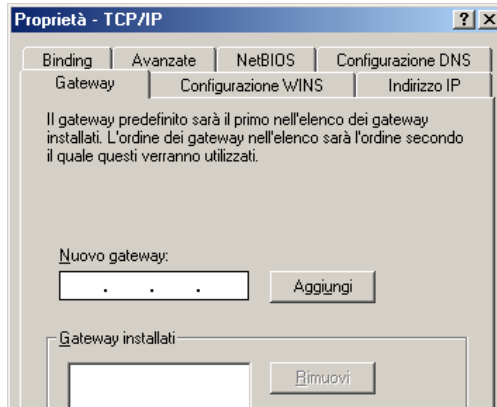 Proprietà - TCP/IP
Binding Avanzate NetBIOS Configurazione DNS
Gateway Configurazione WINS Indirizzo IP
Il gateway predefinito sarà il primo nell'elenco dei gateway
installati. L'ordine dei gateway nell'elenco sarà l'ordine secondo
il quale questi verranno utilizzati.
Nuovo gateway:
. . . Aggiungi
Gateway installati
Rimuovi